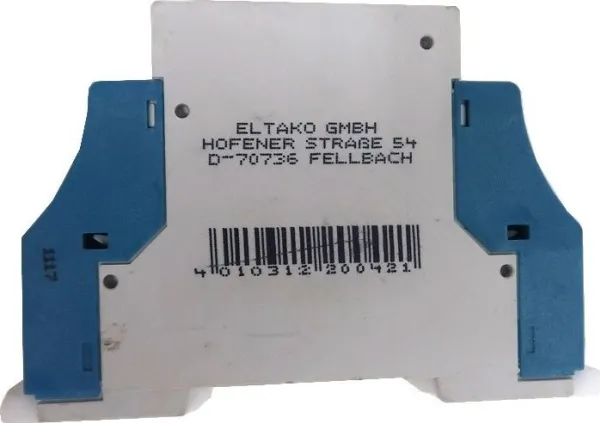 ELTAKO GMBH
HOFENER STRAßE 54
D-70736 FELLBACH
4 010312 200421
1117